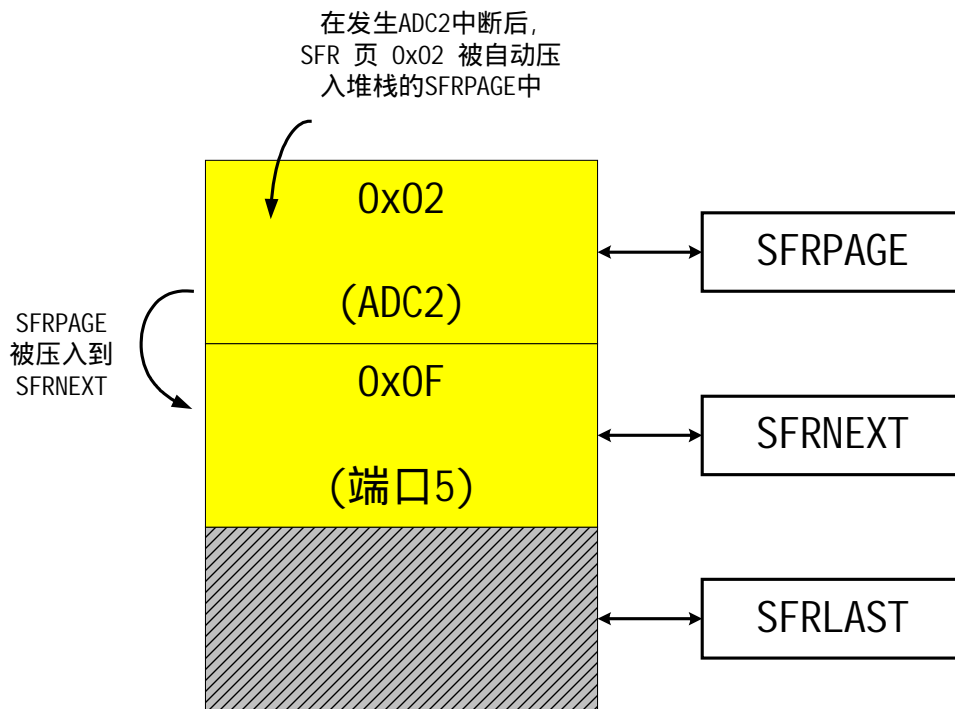 在发生ADC2中断后,
SFR 页 0x02 被自动压
入堆栈的SFRPAGE中
0x02
(ADC2)
SFRPAGE
SFRPAGE
被压入到
SFRNEXT
0x0F
(端口5)
SFRNEXT
SFRLAST